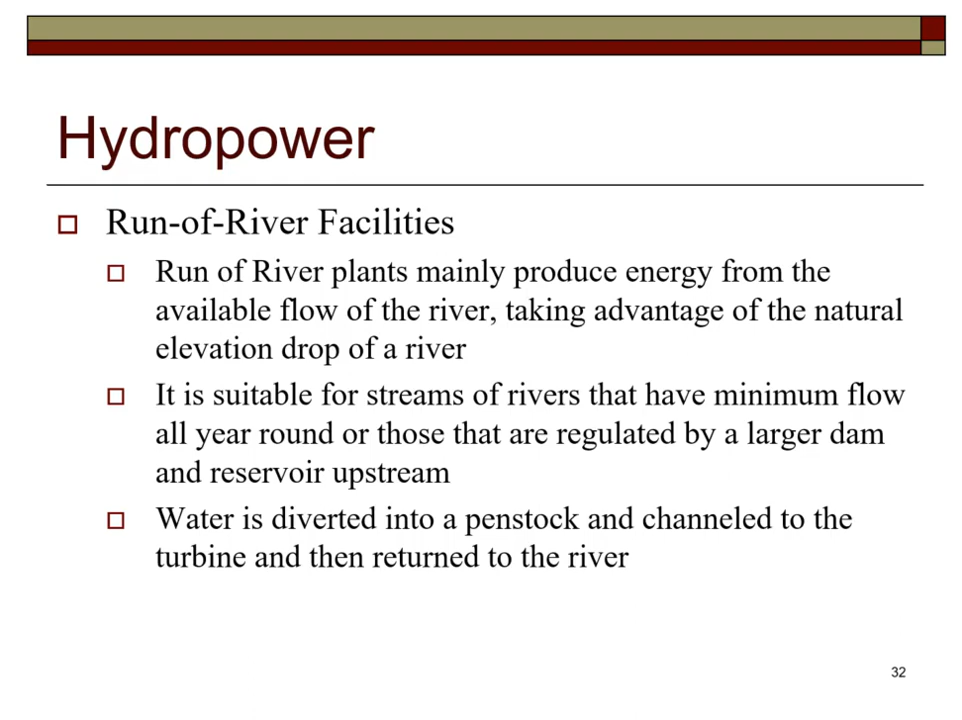 Hydropower
Run-of-River Facilities
Run of River plants mainly produce energy from the
available flow of the river, taking advantage of the natural
elevation drop of a river
It is suitable for streams of rivers that have minimum flow
all year round or those that are regulated by a larger dam
and reservoir upstream
Water is diverted into a penstock and channeled to the
turbine and then returned to the river
32